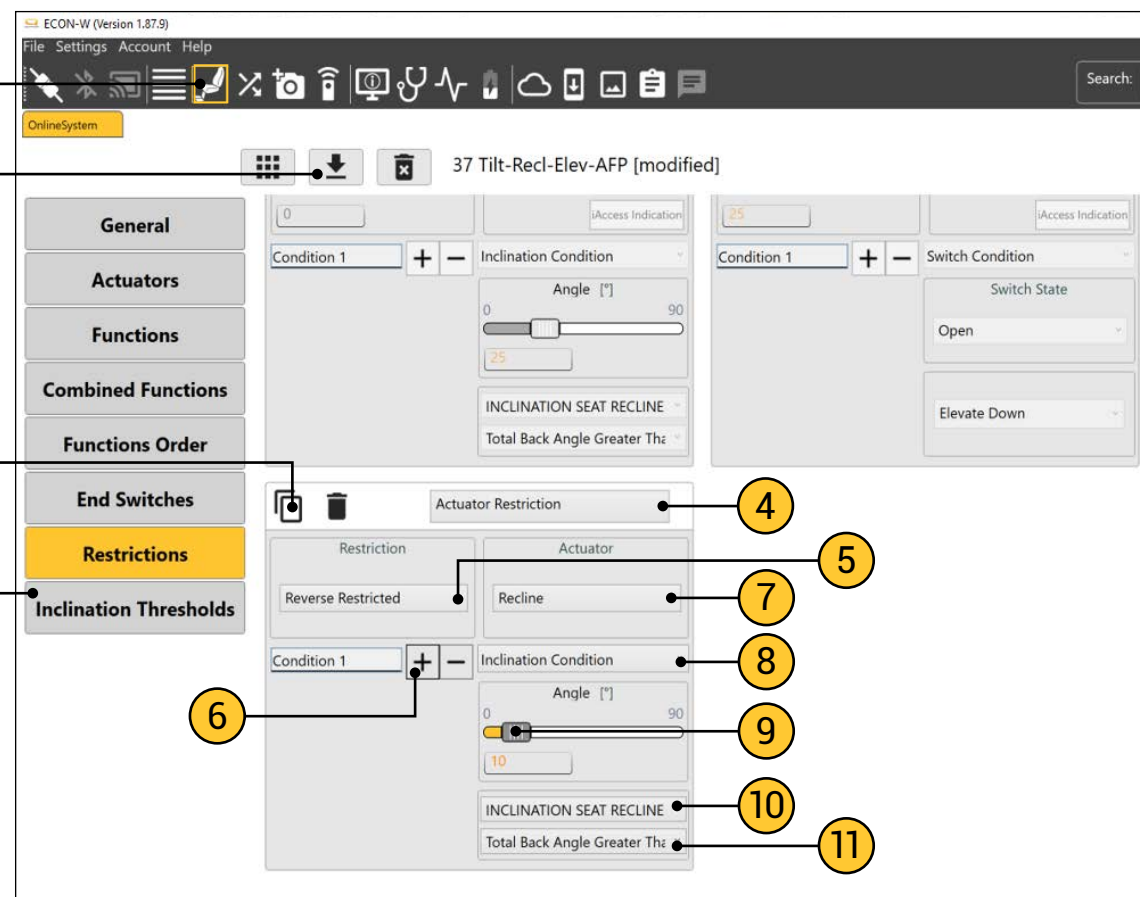 ECON-W (Version 1.87.9)
File Settings Account Help
Search:
OnlineSystem
37 Tilt-Recl-Elev-AFP [modified]
General
Actuators
Functions
Combined Functions
Functions Order
End Switches
Restrictions
Inclination Thresholds
0
iAccess Indication
Condition 1
+ −
Inclination Condition
Angle [°]
0 90
25
INCLINATION SEAT RECLINE
Total Back Angle Greater Tha
25
iAccess Indication
Condition 1
+ −
Switch Condition
Switch State
Open
Elevate Down
Actuator Restriction
4
Restriction
Actuator
5
Reverse Restricted
Recline
7
Condition 1
+ −
Inclination Condition
8
6
Angle [°]
0 90
9
10
INCLINATION SEAT RECLINE
10
Total Back Angle Greater Tha
11